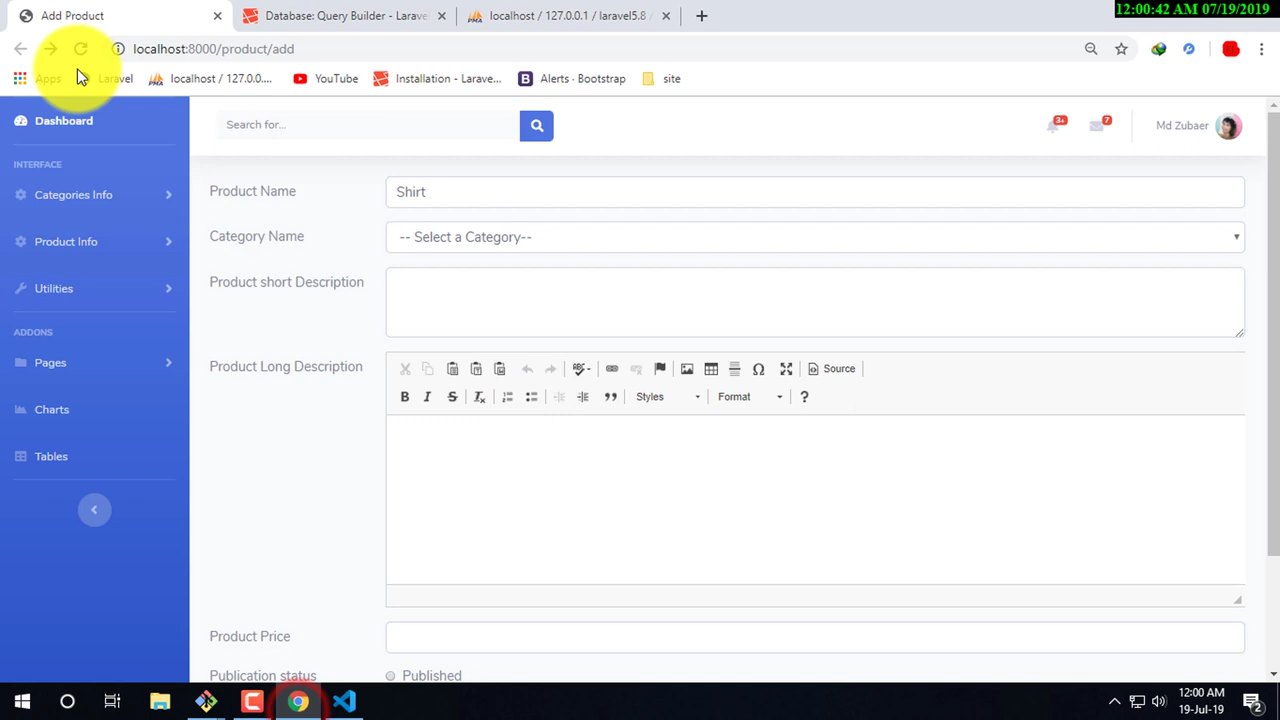 Add Product
Database: Query Builder - Larave
localhost / 127.0.0.1 / laravel5.8
12:00:42 AM 07/19/2019
localhost:8000/product/add
Apps
Laravel
localhost / 127.0.0....
YouTube
Installation - Larave...
B
Alerts · Bootstrap
site
Dashboard
INTERFACE
Categories Info
Product Info
Utilities
ADDONS
Pages
Charts
Tables
Search for...
3+
7
Md Zubaer
Product Name
Shirt
Category Name
-- Select a Category--
Product short Description
Product Long Description
Source
B I S
Styles
Format
?
Product Price
Publication status
Published
12:00 AM
19-Jul-19
2